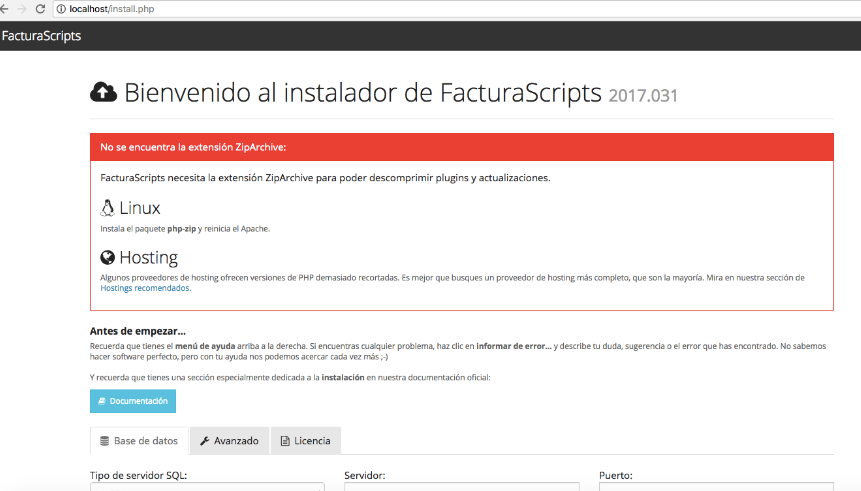 localhost/install.php
FacturaScripts
Bienvenido al instalador de FacturaScripts 2017.031
No se encuentra la extensión ZipArchive:
FacturaScripts necesita la extensión ZipArchive para poder descomprimir plugins y actualizaciones.
Linux
Instala el paquete php-zip y reinicia el Apache.
Hosting
Algunos proveedores de hosting ofrecen versiones de PHP demasiado recortadas. Es mejor que busques un proveedor de hosting más completo, que son la mayoría. Mira en nuestra sección de
Hostings recomendados.
Antes de empezar...
Recuerda que tienes el menú de ayuda arriba a la derecha. Si encuentras cualquier problema, haz clic en informar de error... y describe tu duda, sugerencia o el error que has encontrado. No sabemos
hacer software perfecto, pero con tu ayuda nos podemos acercar cada vez más ;-)
Y recuerda que tienes una sección especialmente dedicada a la instalación en nuestra documentación oficial:
Documentación
Base de datos Avanzado Licencia
Tipo de servidor SQL: Servidor: Puerto: